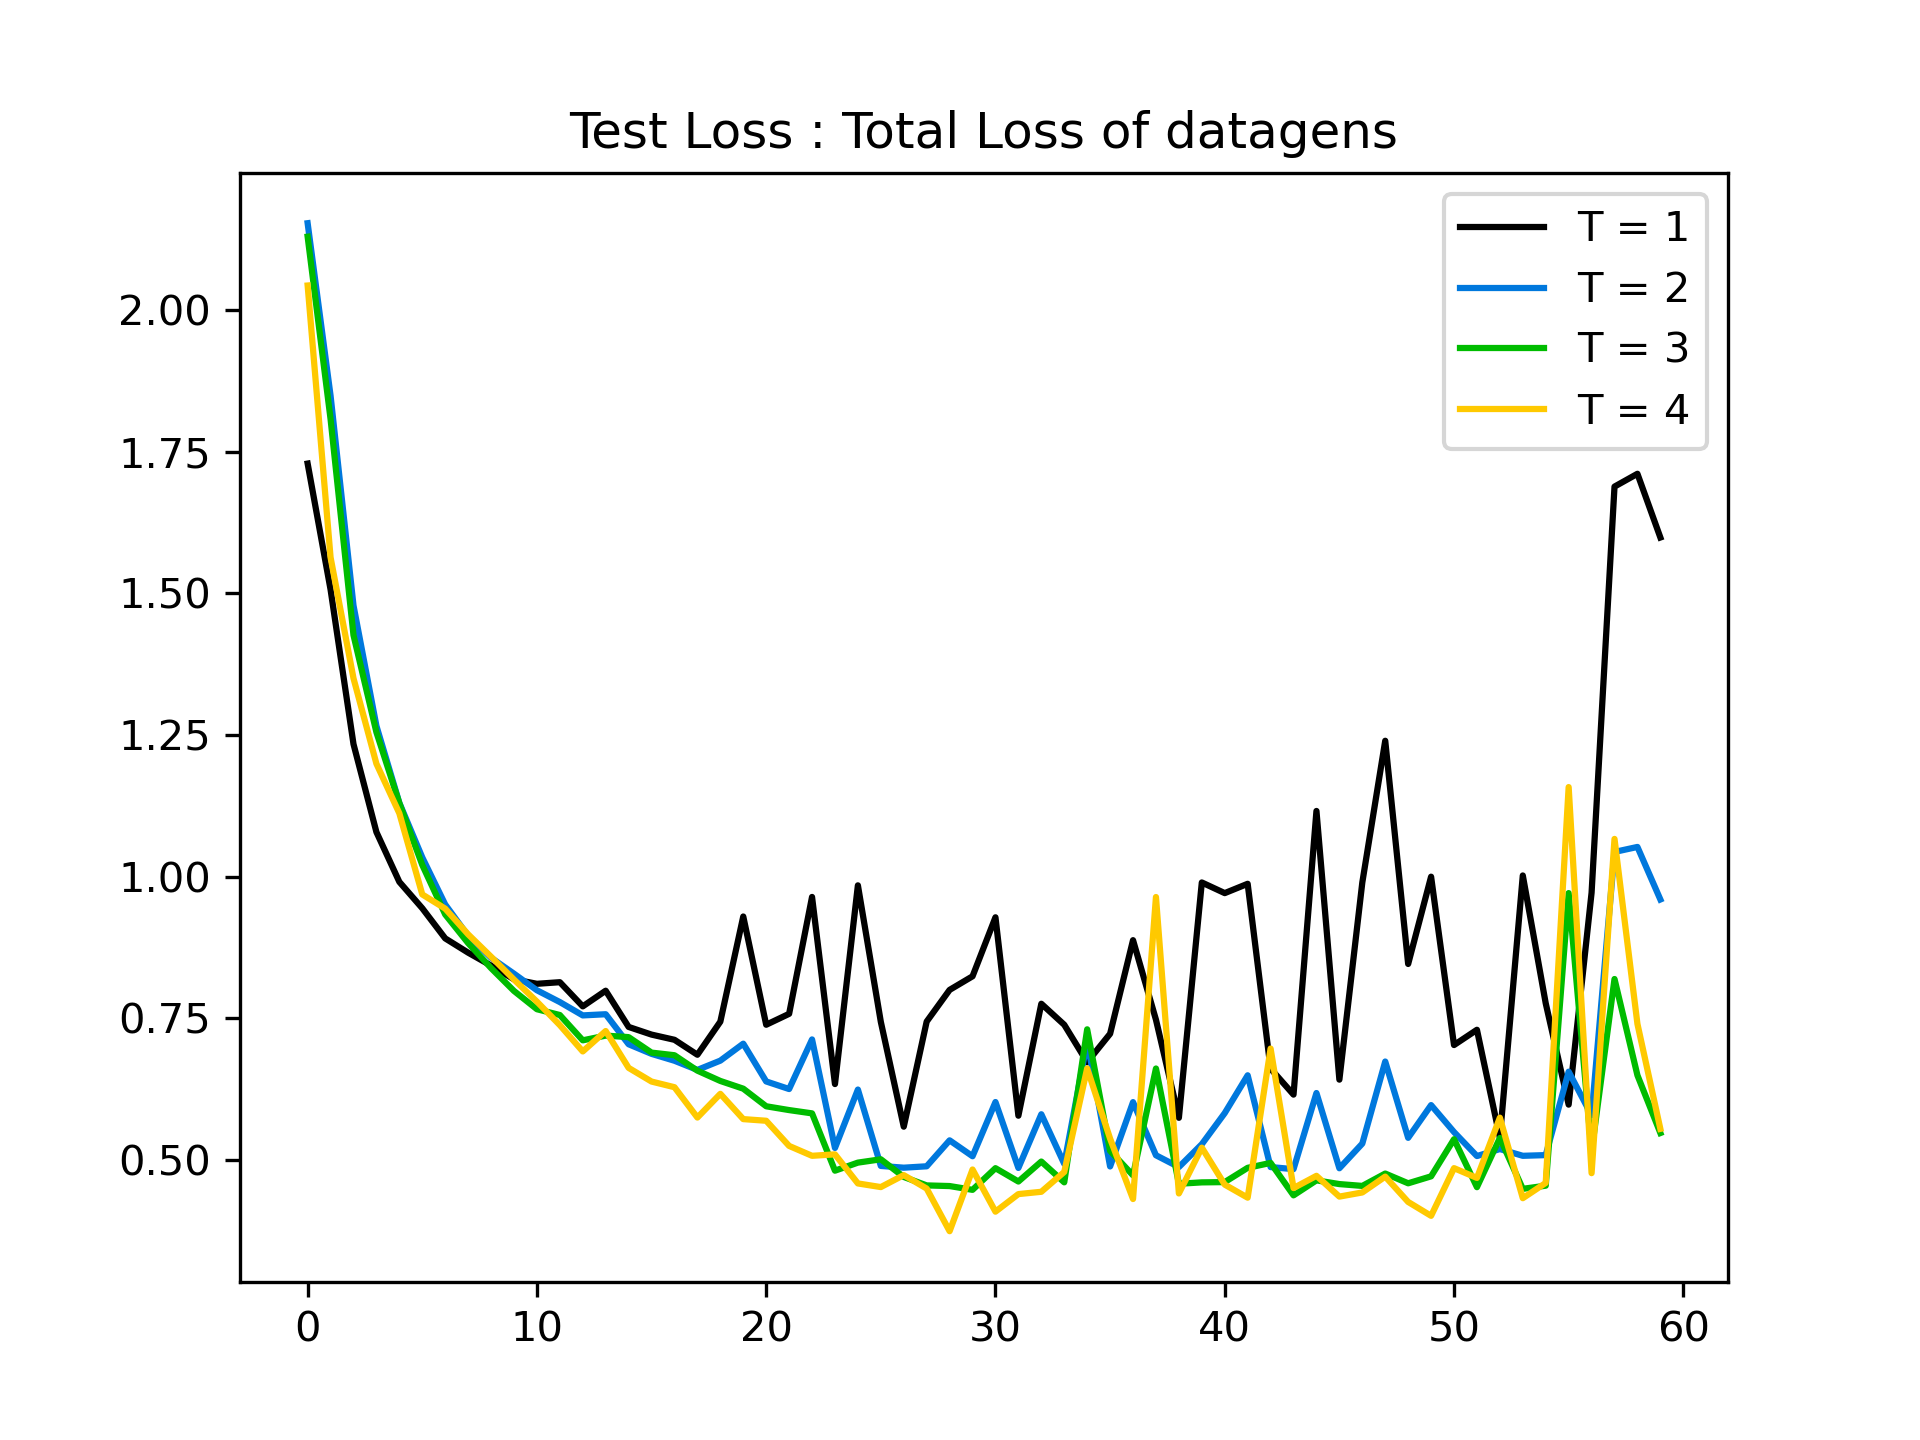 Test Loss : Total Loss of datagens
T = 1
T = 2
T = 3
T = 4
2.00
1.75
1.50
1.25
1.00
0.75
0.50
0 10 20 30 40 50 60